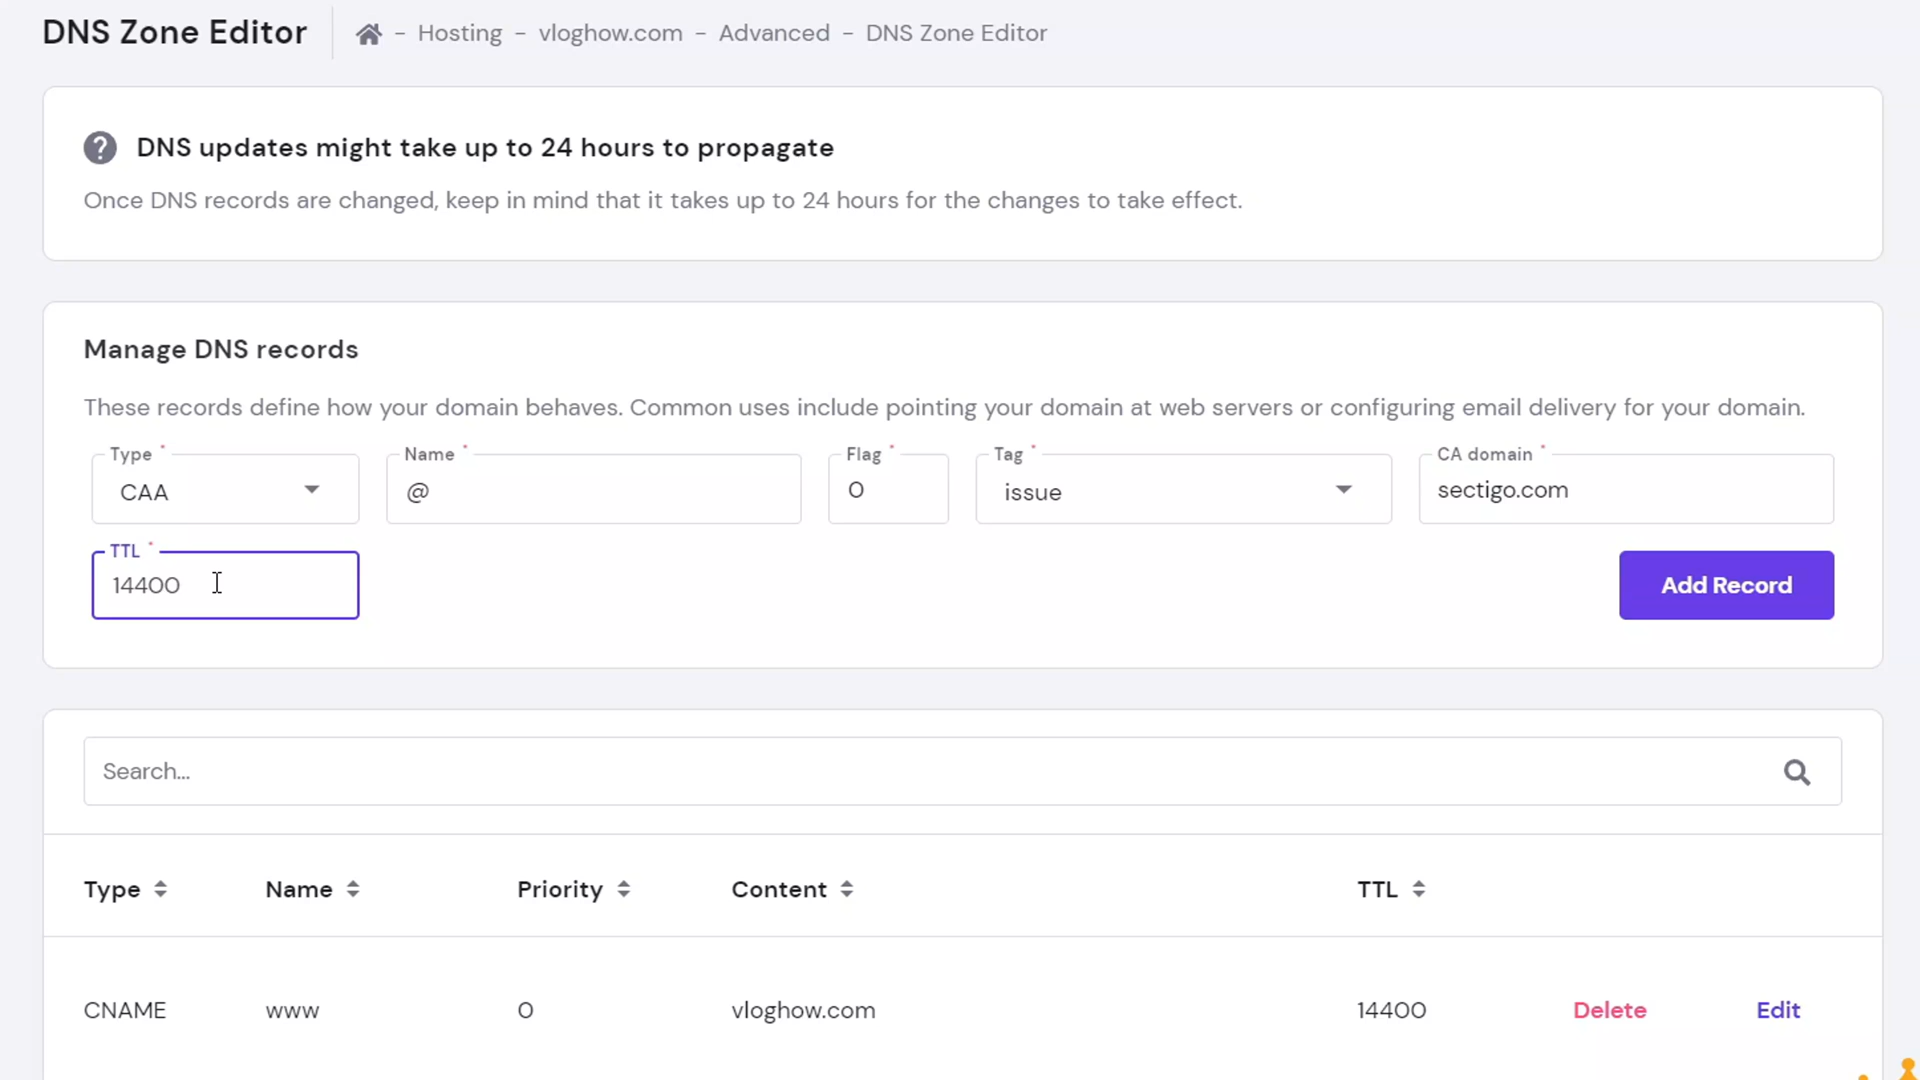 DNS Zone Editor - Hosting - vloghow.com - Advanced - DNS Zone Editor
? DNS updates might take up to 24 hours to propagate
Once DNS records are changed, keep in mind that it takes up to 24 hours for the changes to take effect.
Manage DNS records
These records define how your domain behaves. Common uses include pointing your domain at web servers or configuring email delivery for your domain.
Type * Name * Flag * Tag * CA domain *
CAA @ 0 issue sectigo.com
TTL *
14400 Add Record
Search...
Type Name Priority Content TTL
CNAME www 0 vloghow.com 14400 Delete Edit